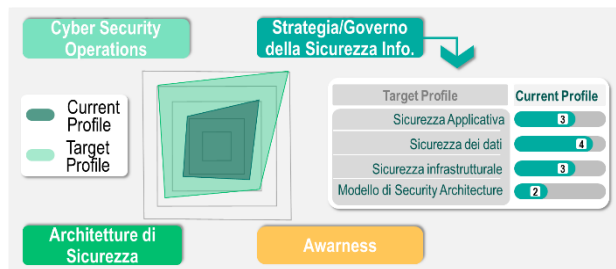 Cyber Security
Operations
Strategia/Governo
della Sicurezza Info.
Current
Profile
Target
Profile
Target Profile Current Profile
Sicurezza Applicativa 3
Sicurezza dei dati 4
Sicurezza infrastrutturale 3
Modello di Security Architecture 2
Architetture di
Sicurezza
Awarness